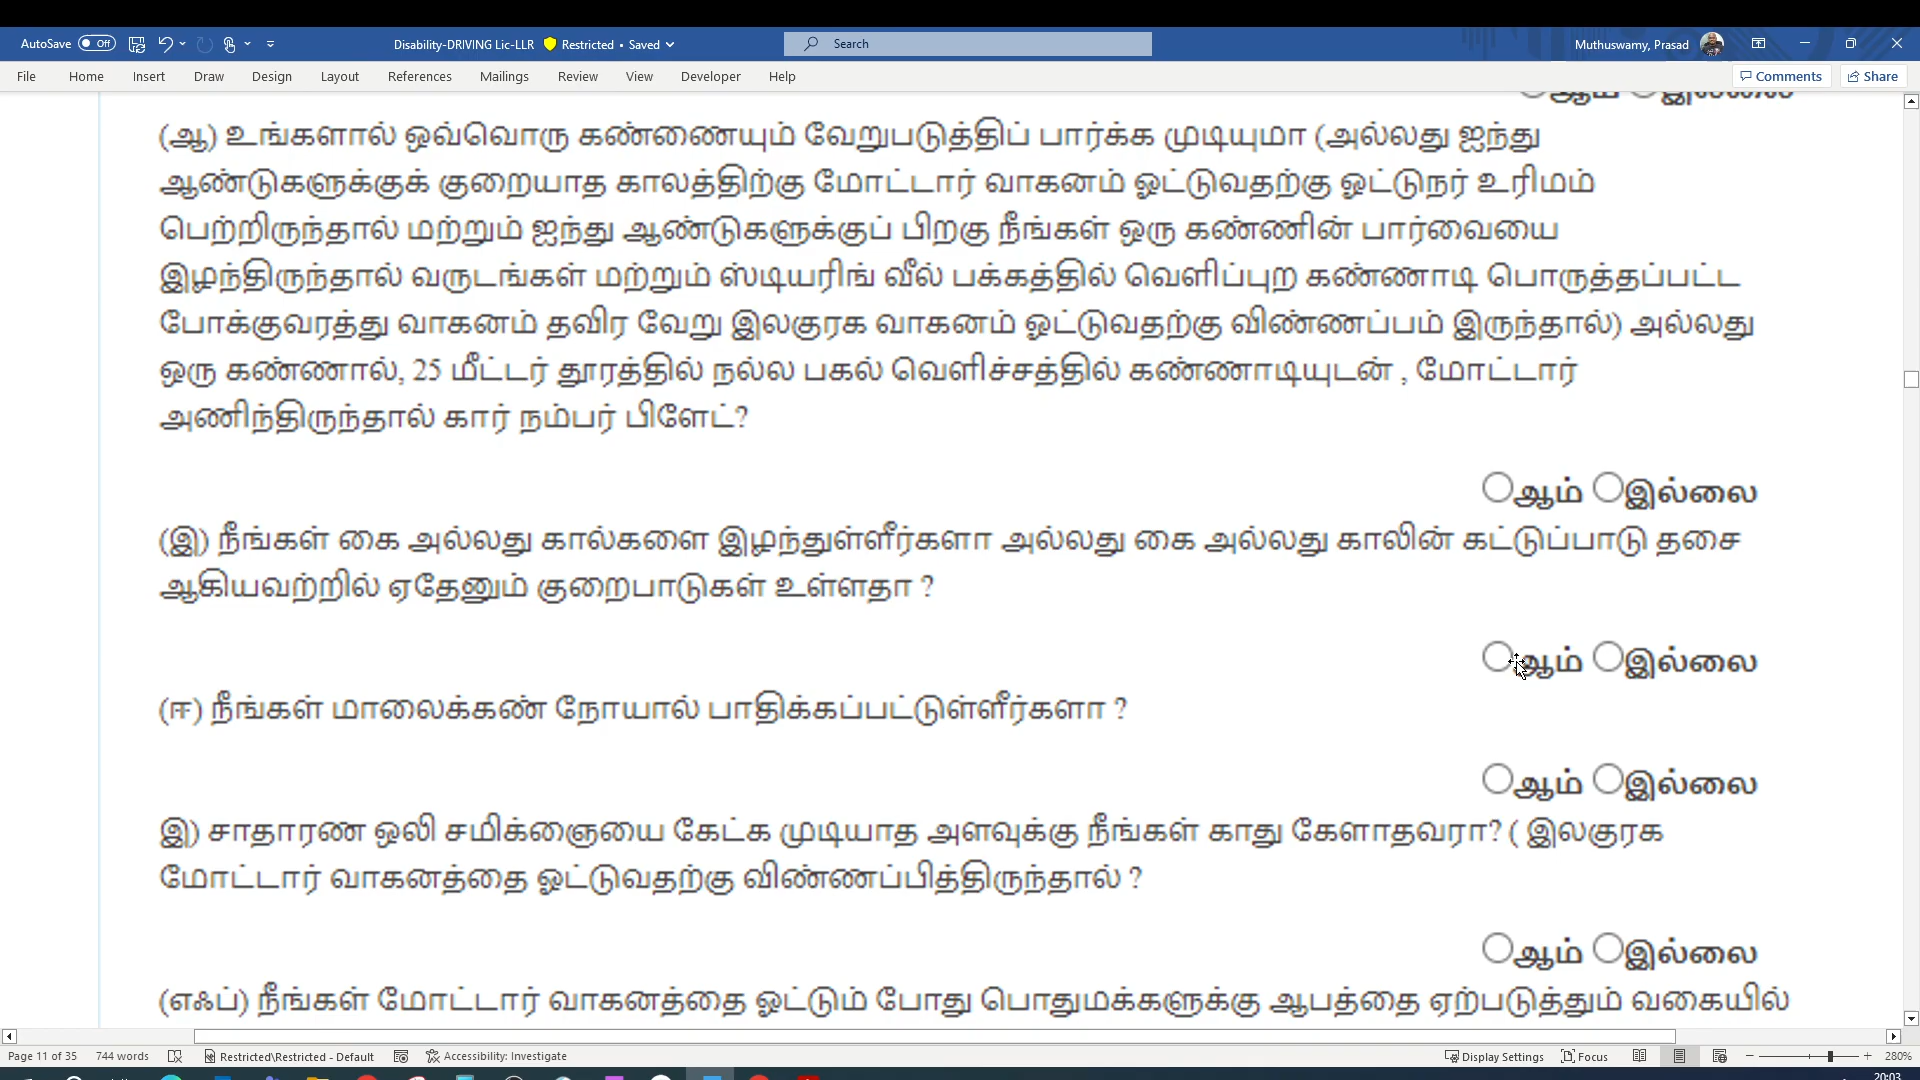 AutoSave Off Disability-DRIVING Lic-LLR Restricted • Saved Search Muthuswamy, Prasad
File Home Insert Draw Design Layout References Mailings Review View Developer Help Comments Share
ஆம் இல்லை
(ஆ) உங்களால் ஒவ்வொரு கண்ணையும் வேறுபடுத்திப் பார்க்க முடியுமா (அல்லது ஐந்து
ஆண்டுகளுக்குக் குறையாத காலத்திற்கு மோட்டார் வாகனம் ஓட்டுவதற்கு ஓட்டுநர் உரிமம்
பெற்றிருந்தால் மற்றும் ஐந்து ஆண்டுகளுக்குப் பிறகு நீங்கள் ஒரு கண்ணின் பார்வையை
இழந்திருந்தால் வருடங்கள் மற்றும் ஸ்டியரிங் வீல் பக்கத்தில் வெளிப்புற கண்ணாடி பொருத்தப்பட்ட
போக்குவரத்து வாகனம் தவிர வேறு இலகுரக வாகனம் ஓட்டுவதற்கு விண்ணப்பம் இருந்தால்) அல்லது
ஒரு கண்ணால், 25 மீட்டர் தூரத்தில் நல்ல பகல் வெளிச்சத்தில் கண்ணாடியுடன் , மோட்டார்
அணிந்திருந்தால் கார் நம்பர் பிளேட்?
ஆம் இல்லை
(இ) நீங்கள் கை அல்லது கால்களை இழந்துள்ளீர்களா அல்லது கை அல்லது காலின் கட்டுப்பாடு தசை
ஆகியவற்றில் ஏதேனும் குறைபாடுகள் உள்ளதா ?
ஆம் இல்லை
(ஈ) நீங்கள் மாலைக்கண் நோயால் பாதிக்கப்பட்டுள்ளீர்களா ?
ஆம் இல்லை
இ) சாதாரண ஒலி சமிக்ஞையை கேட்க முடியாத அளவுக்கு நீங்கள் காது கேளாதவரா? ( இலகுரக
மோட்டார் வாகனத்தை ஓட்டுவதற்கு விண்ணப்பித்திருந்தால் ?
ஆம் இல்லை
(எஃப்) நீங்கள் மோட்டார் வாகனத்தை ஓட்டும் போது பொதுமக்களுக்கு ஆபத்தை ஏற்படுத்தும் வகையில்
Page 11 of 35 744 words Restricted\Restricted - Default Accessibility: Investigate Display Settings Focus 280%
20:03